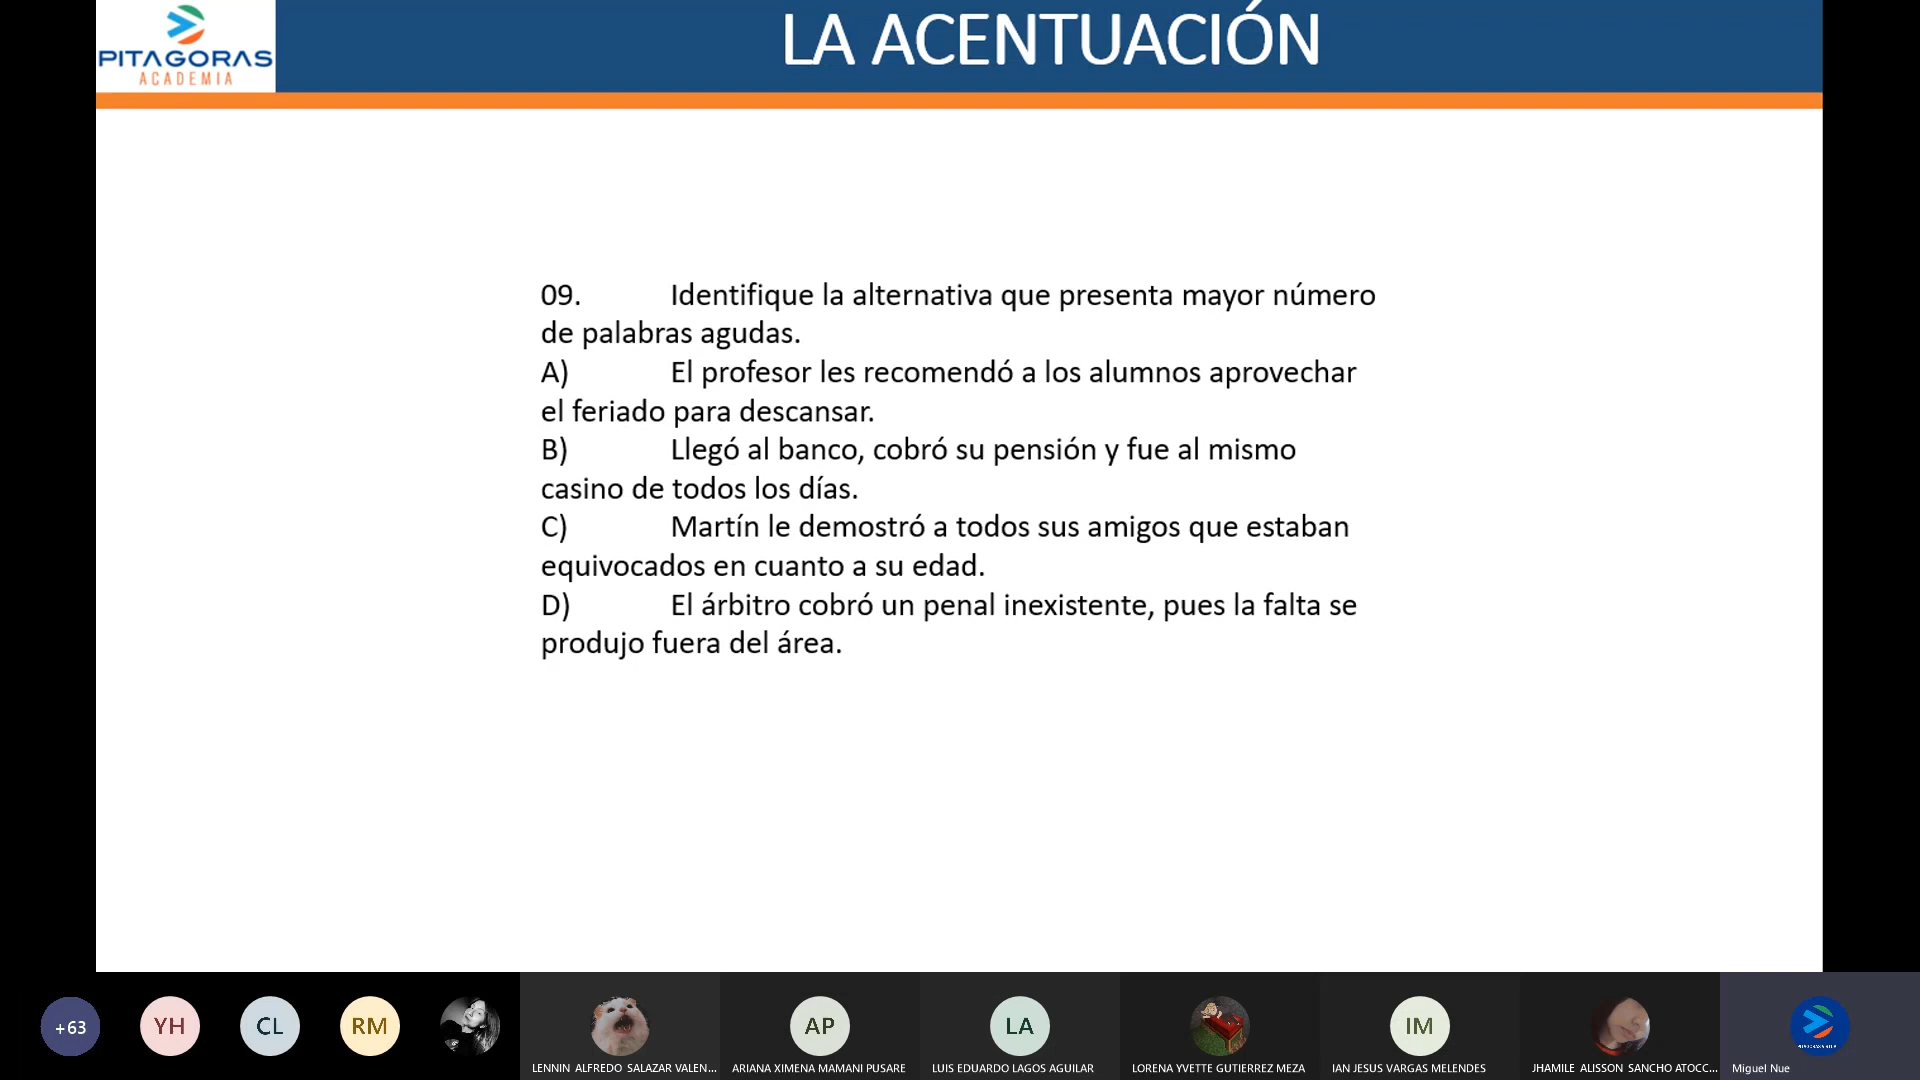 PITAGORAS
ACADEMIA
LA ACENTUACIÓN
09. Identifique la alternativa que presenta mayor número
de palabras agudas.
A) El profesor les recomendó a los alumnos aprovechar
el feriado para descansar.
B) Llegó al banco, cobró su pensión y fue al mismo
casino de todos los días.
C) Martín le demostró a todos sus amigos que estaban
equivocados en cuanto a su edad.
D) El árbitro cobró un penal inexistente, pues la falta se
produjo fuera del área.
+63
YH
CL
RM
AP
LA
IM
LENNIN ALFREDO SALAZAR VALEN...
ARIANA XIMENA MAMANI PUSARE
LUIS EDUARDO LAGOS AGUILAR
LORENA YVETTE GUTIERREZ MEZA
IAN JESUS VARGAS MELENDES
JHAMILE ALISSON SANCHO ATOCC...
Miguel Nue